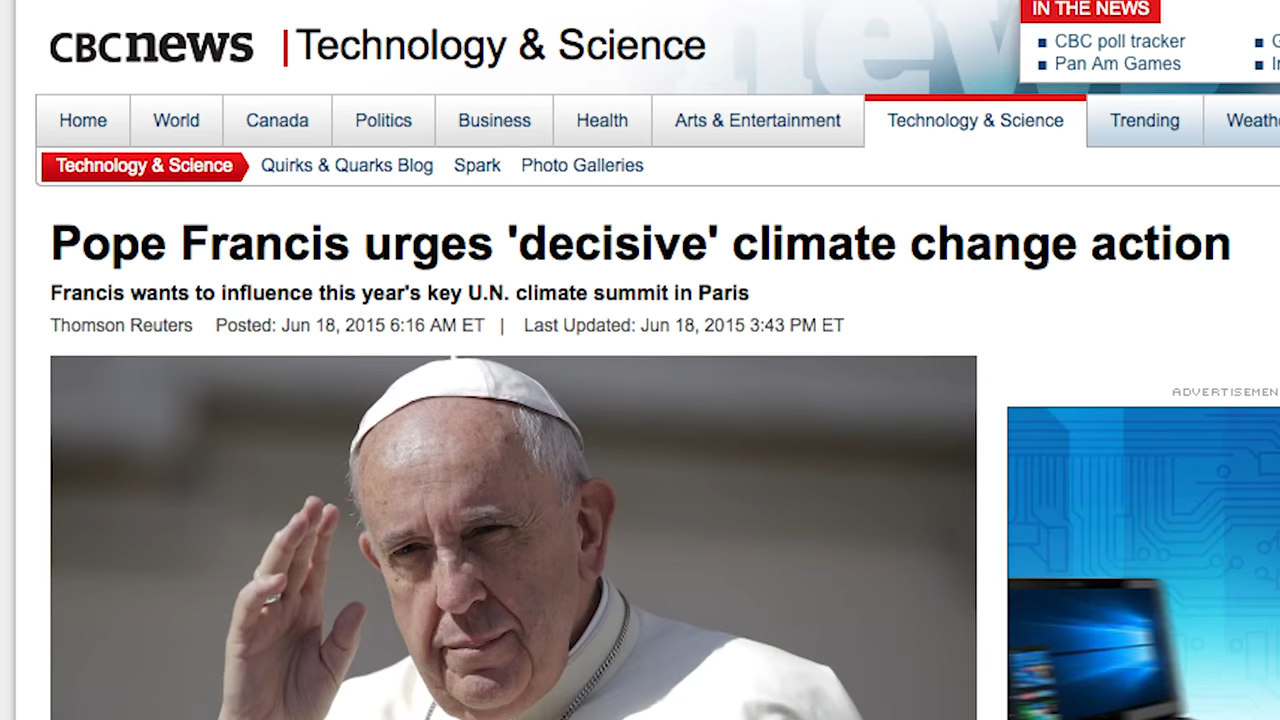 IN THE NEWS
CBCnews | Technology & Science
CBC poll tracker
Pan Am Games
Home World Canada Politics Business Health Arts & Entertainment Technology & Science Trending
Technology & Science Quirks & Quarks Blog Spark Photo Galleries
Pope Francis urges 'decisive' climate change action
Francis wants to influence this year's key U.N. climate summit in Paris
Thomson Reuters Posted: Jun 18, 2015 6:16 AM ET | Last Updated: Jun 18, 2015 3:43 PM ET